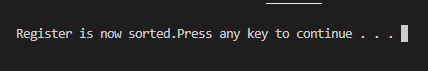 Register is now sorted.Press any key to continue . . .